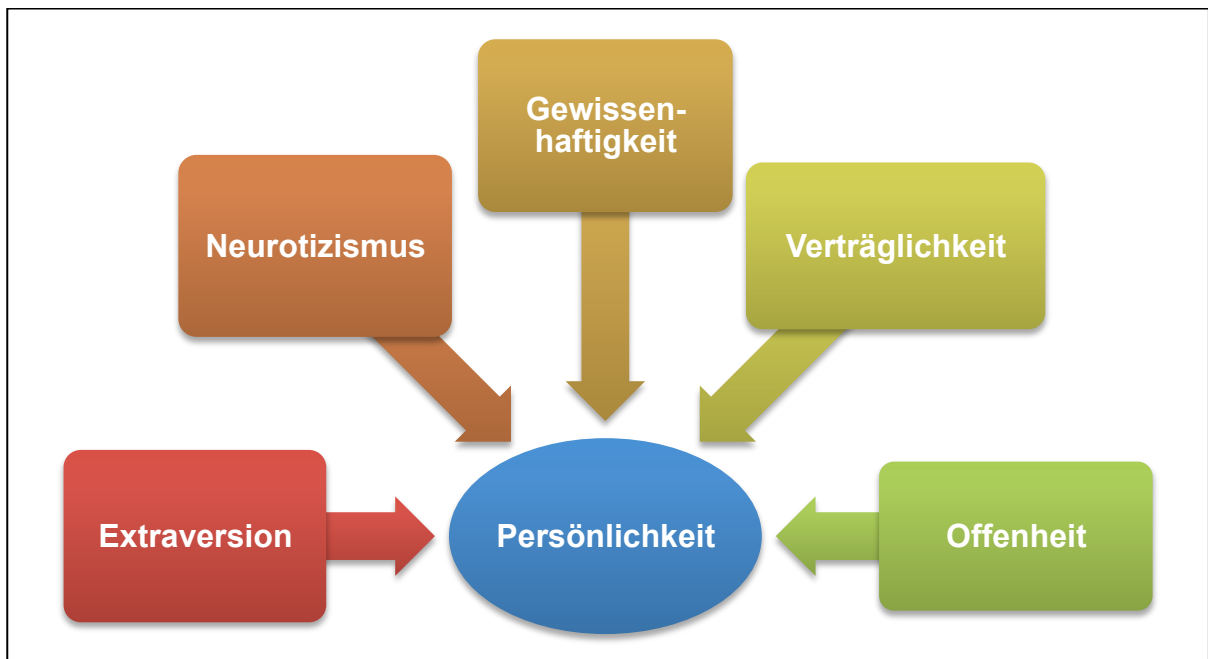 Gewissen-
haftigkeit
Neurotizismus
Verträglichkeit
Extraversion
Persönlichkeit
Offenheit